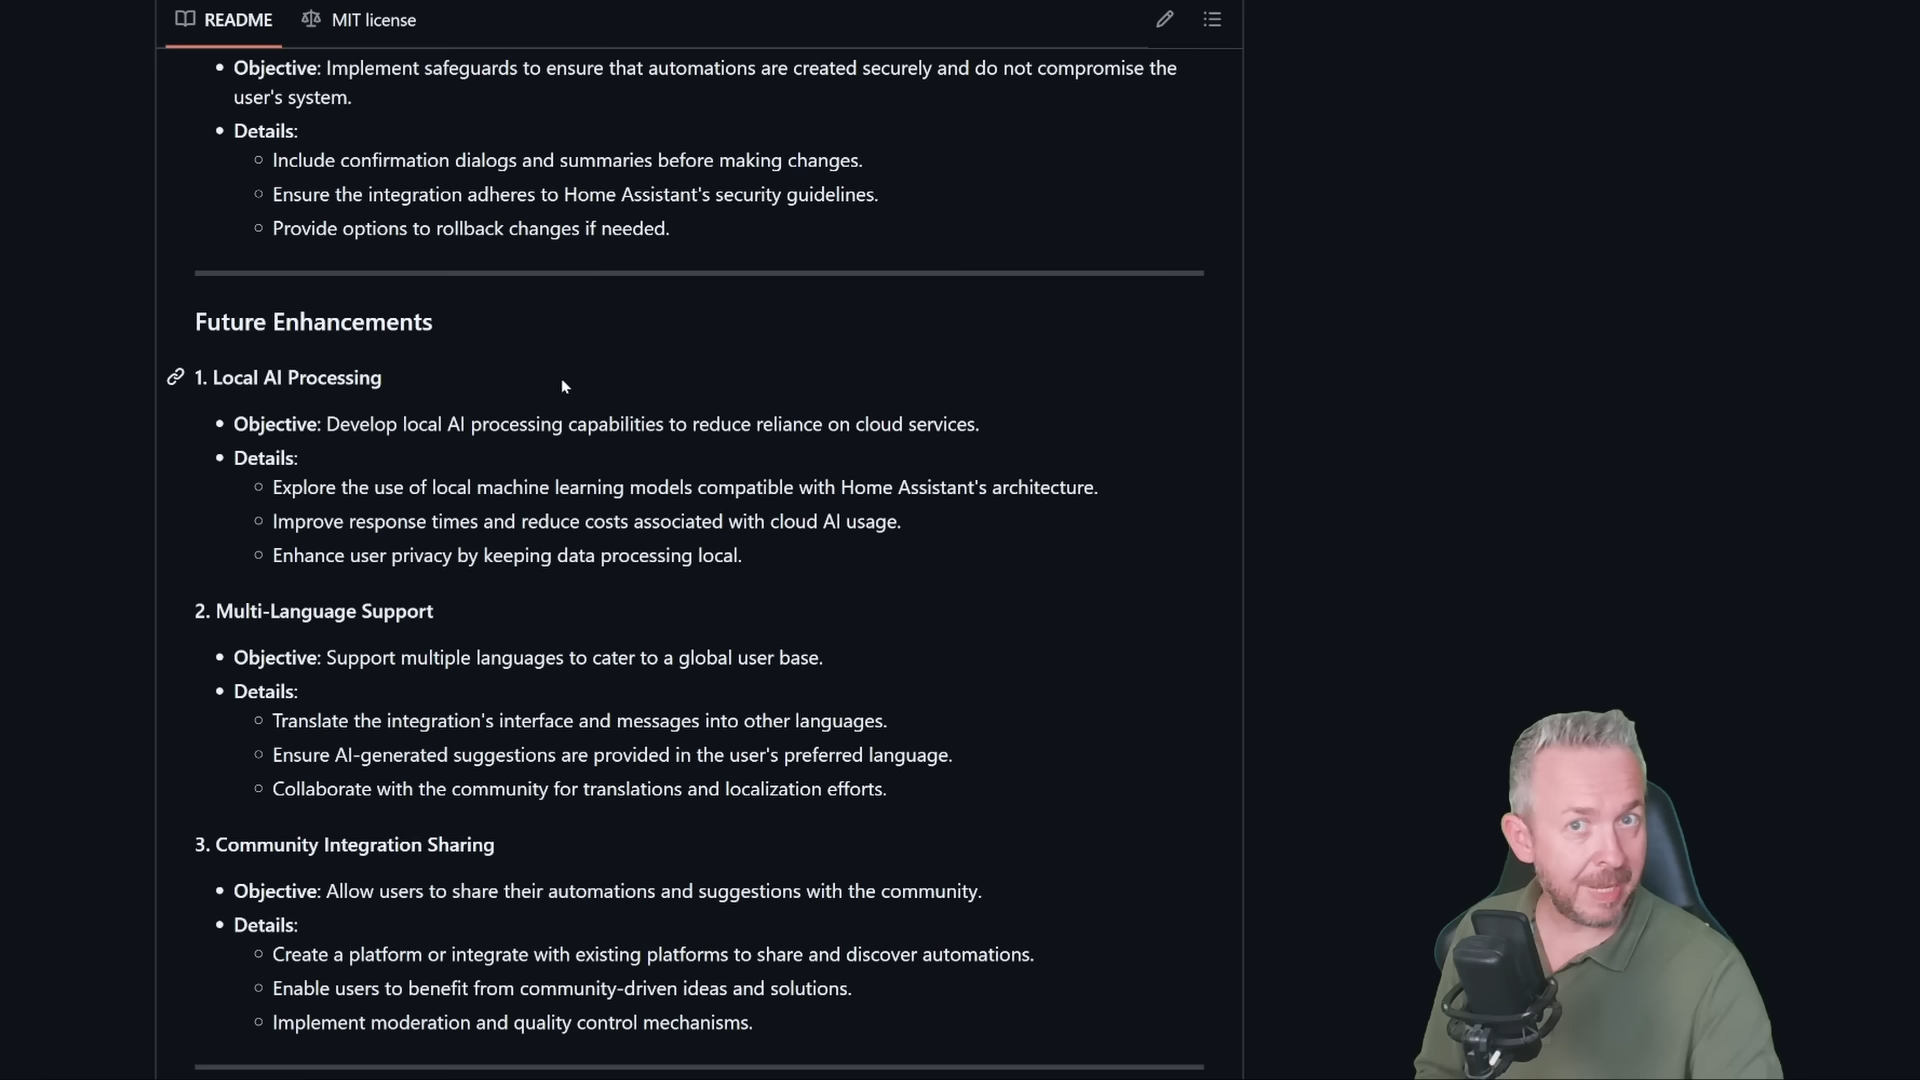 README MIT license
• Objective: Implement safeguards to ensure that automations are created securely and do not compromise the
user's system.
• Details:
○ Include confirmation dialogs and summaries before making changes.
○ Ensure the integration adheres to Home Assistant's security guidelines.
○ Provide options to rollback changes if needed.
Future Enhancements
1. Local AI Processing
• Objective: Develop local AI processing capabilities to reduce reliance on cloud services.
• Details:
○ Explore the use of local machine learning models compatible with Home Assistant's architecture.
○ Improve response times and reduce costs associated with cloud AI usage.
○ Enhance user privacy by keeping data processing local.
2. Multi-Language Support
• Objective: Support multiple languages to cater to a global user base.
• Details:
○ Translate the integration's interface and messages into other languages.
○ Ensure AI-generated suggestions are provided in the user's preferred language.
○ Collaborate with the community for translations and localization efforts.
3. Community Integration Sharing
• Objective: Allow users to share their automations and suggestions with the community.
• Details:
○ Create a platform or integrate with existing platforms to share and discover automations.
○ Enable users to benefit from community-driven ideas and solutions.
○ Implement moderation and quality control mechanisms.